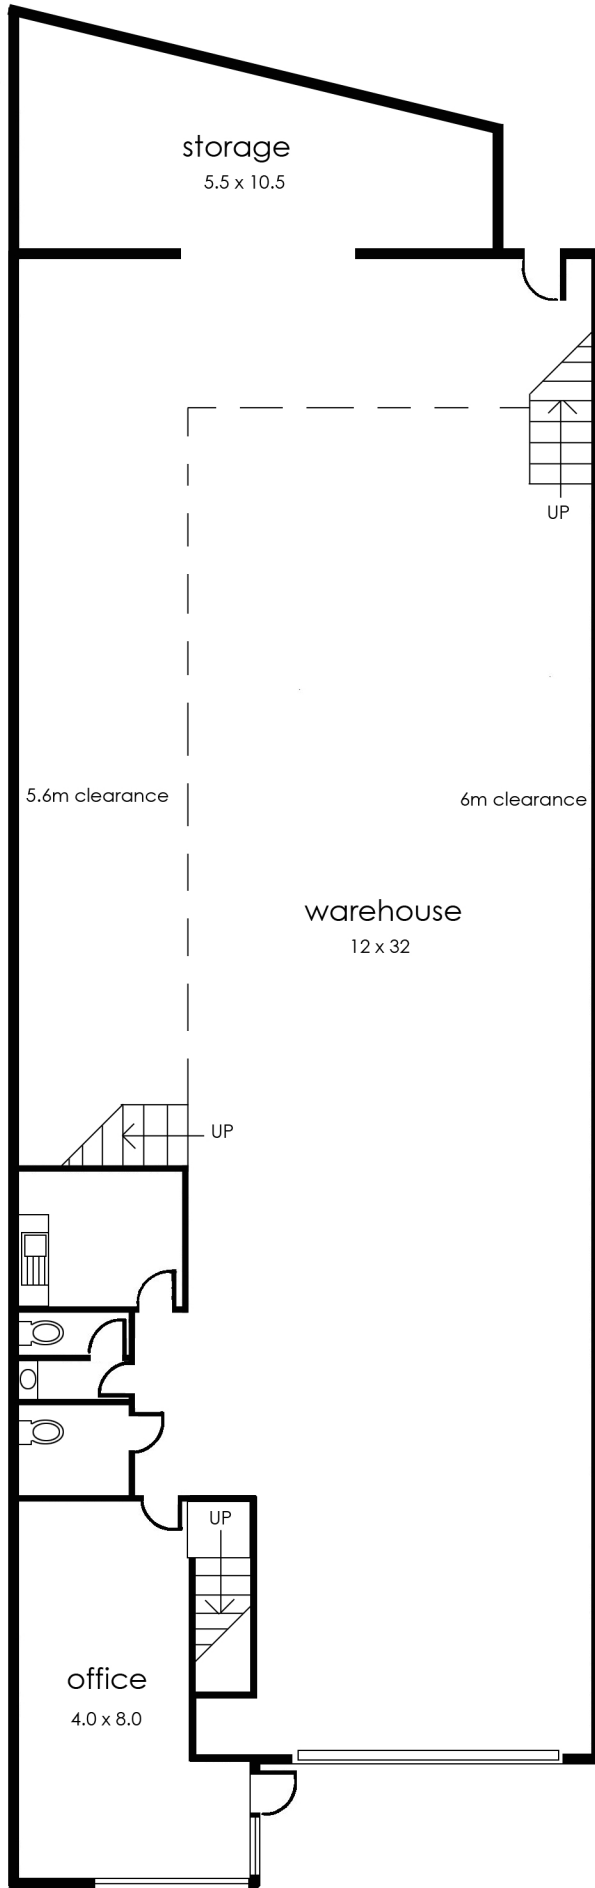 storage
5.5 x 10.5
UP
5.6m clearance
6m clearance
warehouse
12 x 32
UP
UP
office
4.0 x 8.0